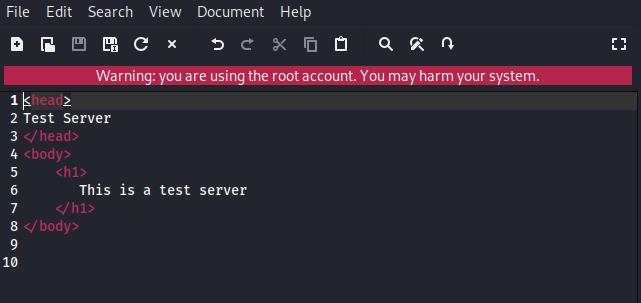 File Edit Search View Document Help
Warning: you are using the root account. You may harm your system.
1 <head>
2 Test Server
3 </head>
4 <body>
5     <h1>
6        This is a test server
7     </h1>
8 </body>
9
10